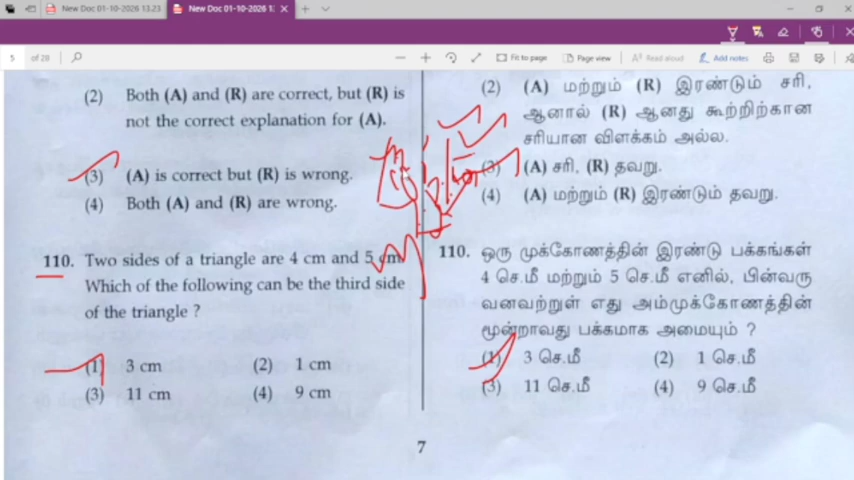 New Doc 01-10-2026 13.23
New Doc 01-10-2026 1:
5 of 28
Fit to page
Page view
Read aloud
Add notes
(2) Both (A) and (R) are correct, but (R) is
not the correct explanation for (A).
(3) (A) is correct but (R) is wrong.
(4) Both (A) and (R) are wrong.
110. Two sides of a triangle are 4 cm and 5 cm.
Which of the following can be the third side
of the triangle ?
(1) 3 cm (2) 1 cm
(3) 11 cm (4) 9 cm
(2) (A) மற்றும் (R) இரண்டும் சரி,
ஆனால் (R) ஆனது கூற்றிற்கான
சரியான விளக்கம் அல்ல.
(3) (A) சரி, (R) தவறு.
(4) (A) மற்றும் (R) இரண்டும் தவறு.
110. ஒரு முக்கோணத்தின் இரண்டு பக்கங்கள்
4 செ.மீ மற்றும் 5 செ.மீ எனில், பின்வரு
வனவற்றுள் எது அம்முக்கோணத்தின்
மூன்றாவது பக்கமாக அமையும் ?
(1) 3 செ.மீ (2) 1 செ.மீ
(3) 11 செ.மீ (4) 9 செ.மீ
7